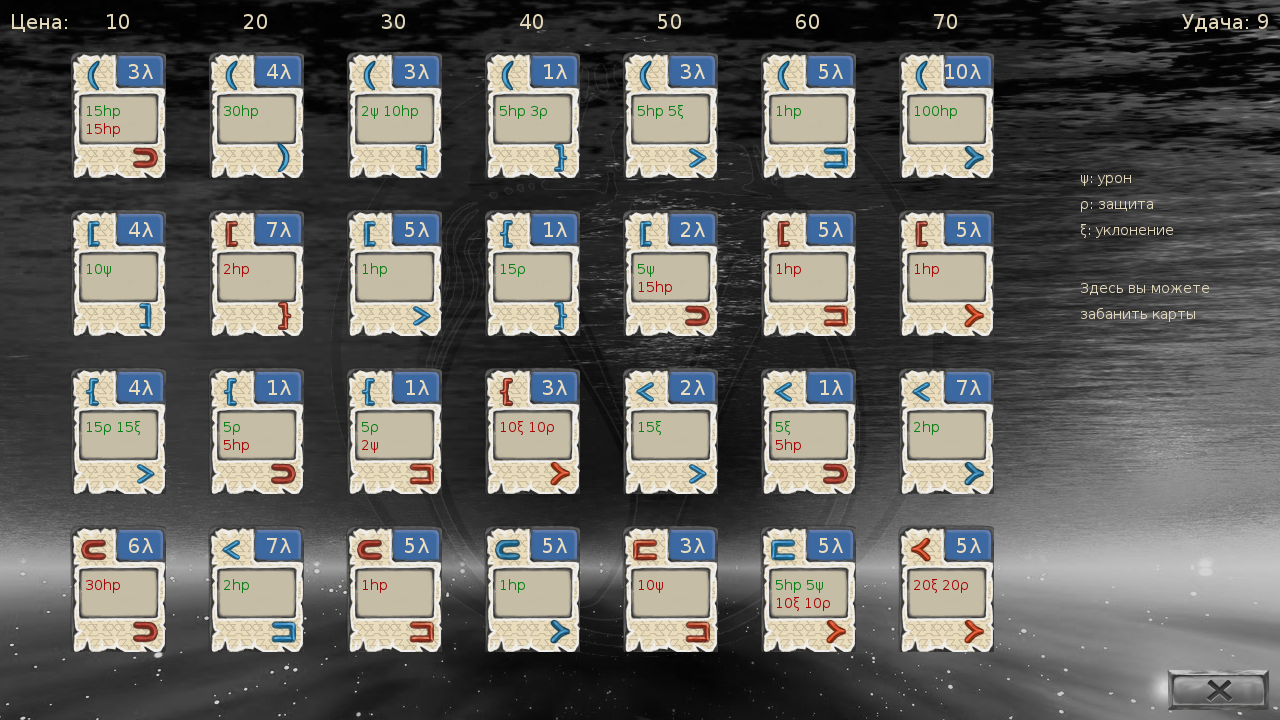 Цена: 10 20 30 40 50 60 70 Удача: 9
3λ 4λ 3λ 1λ 3λ 5λ 10λ
15hp 30hp 2ψ 10hp 5hp 3ρ 5hp 5ξ 1hp 100hp
15hp
ψ: урон
ρ: защита
ξ: уклонение
4λ 7λ 5λ 1λ 2λ 5λ 5λ
10ψ 2hp 1hp 15ρ 5ψ 1hp 1hp
15hp
Здесь вы можете
забанить карты
4λ 1λ 1λ 3λ 2λ 1λ 7λ
15ρ 15ξ 5ρ 5ρ 10ξ 10ρ 15ξ 5ξ 2hp
5hp 2ψ 5hp
6λ 7λ 5λ 5λ 3λ 5λ 5λ
30hp 2hp 1hp 1hp 10ψ 5hp 5ψ 20ξ 20ρ
10ξ 10ρ